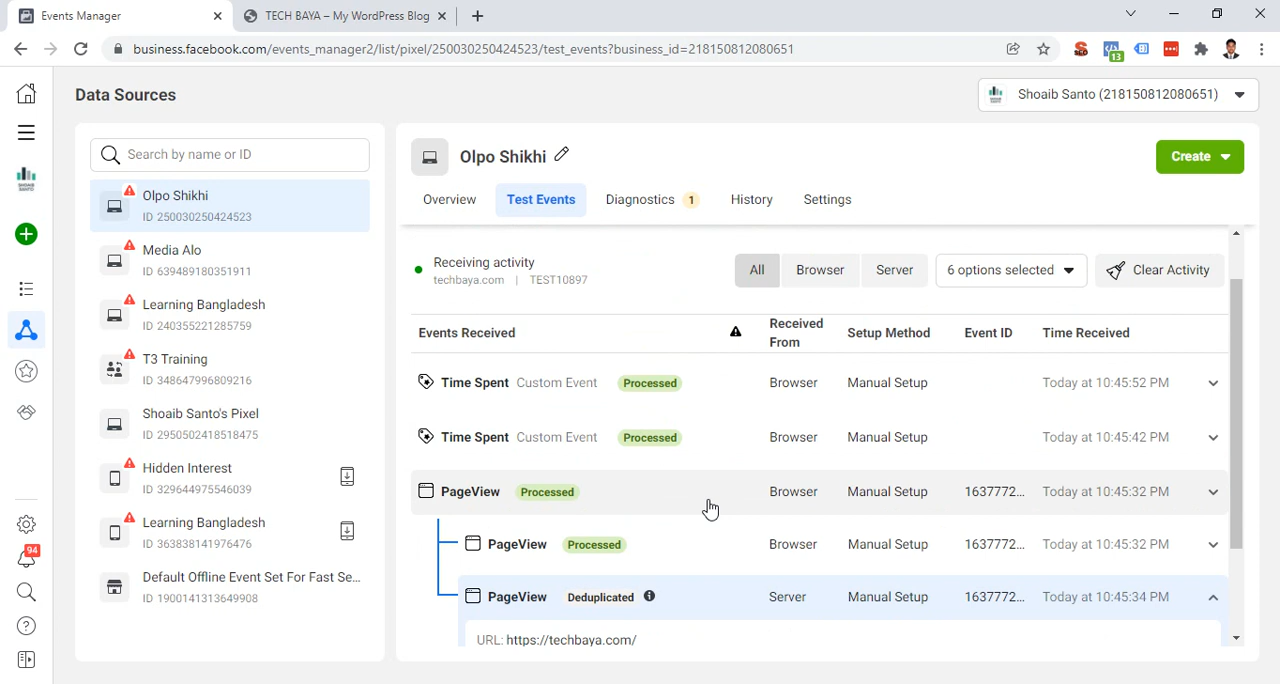 Events Manager
TECH BAYA – My WordPress Blog
business.facebook.com/events_manager2/list/pixel/250030250424523/test_events?business_id=218150812080651
13
Data Sources
Shoaib Santo (218150812080651)
Search by name or ID
Olpo Shikhi
ID 250030250424523
Media Alo
ID 639489180351911
Learning Bangladesh
ID 240355221285759
T3 Training
ID 348647996809216
Shoaib Santo's Pixel
ID 2950502418518475
Hidden Interest
ID 329644975546039
Learning Bangladesh
ID 363838141976476
Default Offline Event Set For Fast Se...
ID 1900141313649908
94
Olpo Shikhi
Create
Overview
Test Events
Diagnostics 1
History
Settings
Receiving activity
techbaya.com | TEST10897
All
Browser
Server
6 options selected
Clear Activity
Events Received
Received From
Setup Method
Event ID
Time Received
Time Spent Custom Event Processed Browser Manual Setup Today at 10:45:52 PM
Time Spent Custom Event Processed Browser Manual Setup Today at 10:45:42 PM
PageView Processed Browser Manual Setup 1637772... Today at 10:45:32 PM
PageView Processed Browser Manual Setup 1637772... Today at 10:45:32 PM
PageView Deduplicated Server Manual Setup 1637772... Today at 10:45:34 PM
URL: https://techbaya.com/